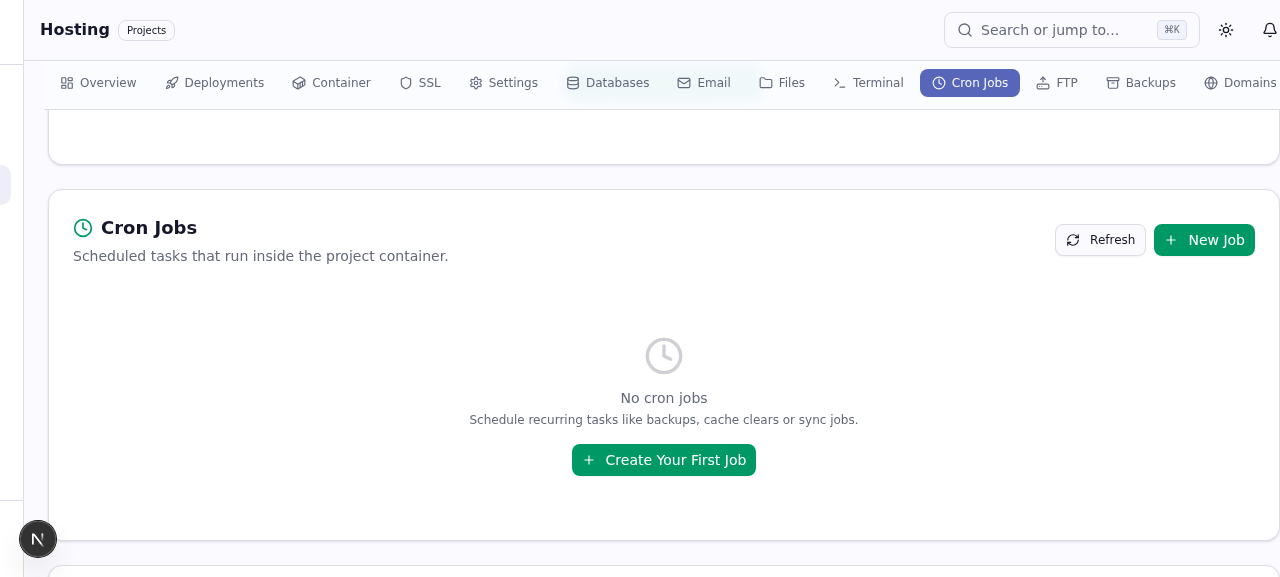 Hosting Projects Search or jump to... ⌘K
Overview Deployments Container SSL Settings Databases Email Files Terminal Cron Jobs FTP Backups Domains
Cron Jobs
Scheduled tasks that run inside the project container.
Refresh New Job
No cron jobs
Schedule recurring tasks like backups, cache clears or sync jobs.
Create Your First Job
N